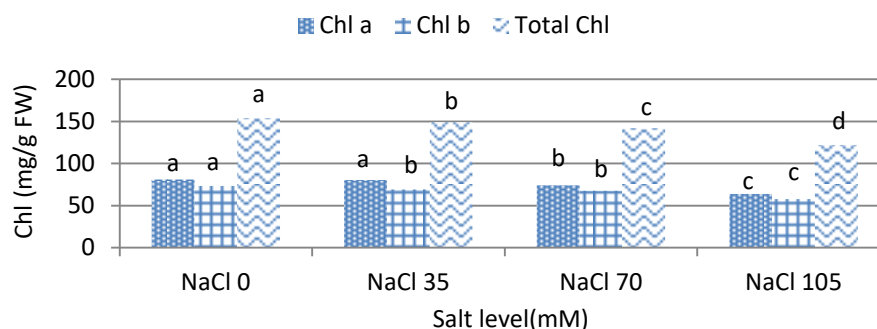 Chl a Chl b Total Chl
Chl (mg/g FW)
200
150
100
50
0
a a a
a b b
b b c
c c d
NaCl 0 NaCl 35 NaCl 70 NaCl 105
Salt level(mM)